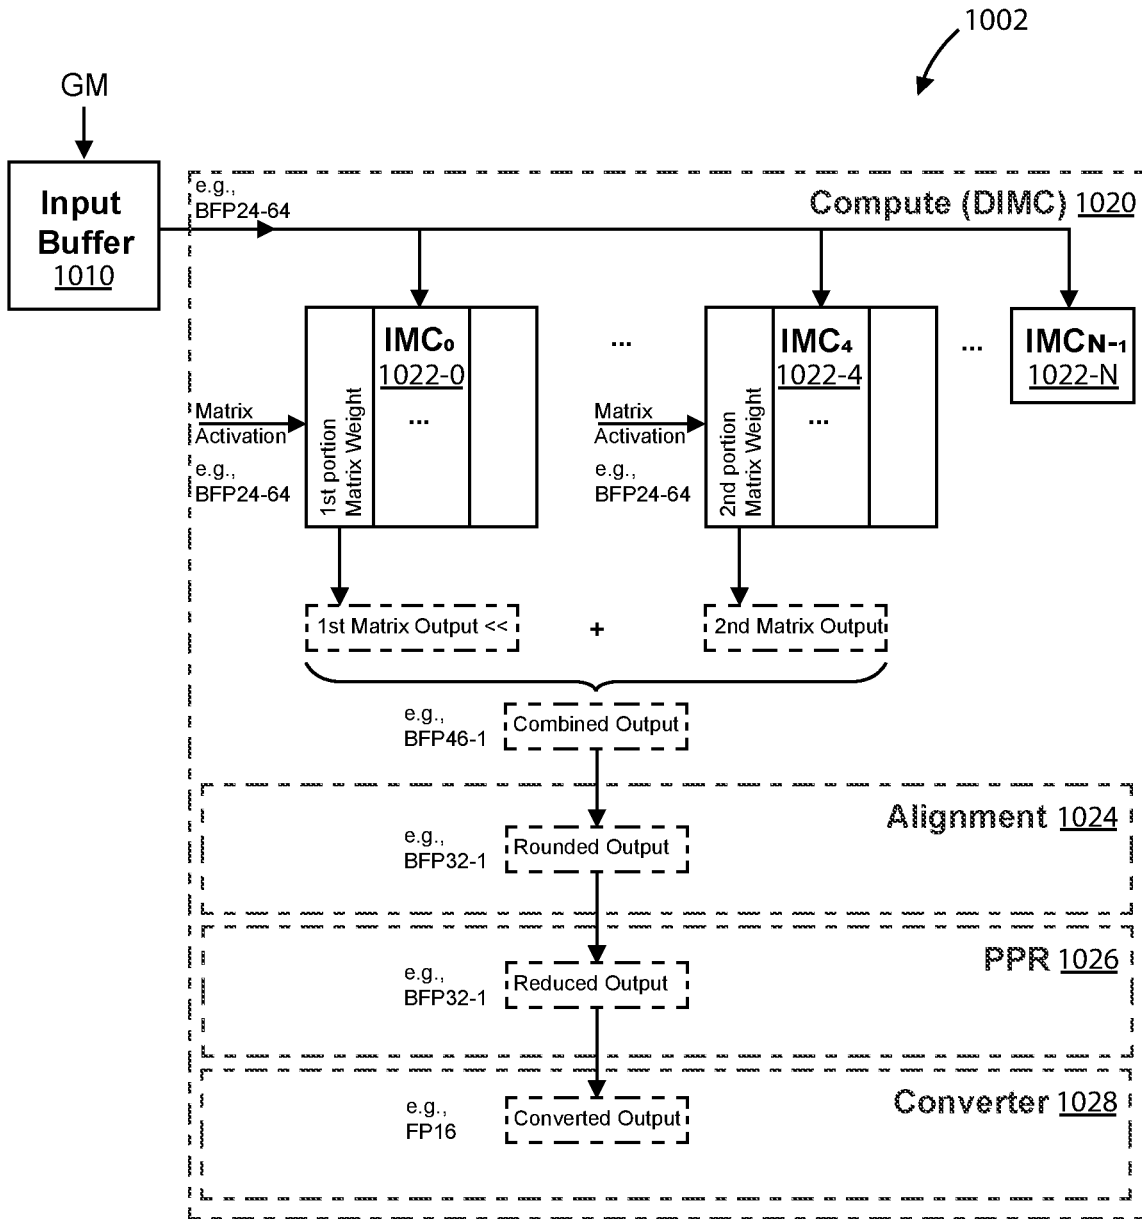 1002
GM
Input
Buffer
1010
e.g.,
BFP24-64
Compute (DIMC) 1020
IMC₀
1022-0
...
...
IMC₄
1022-4
...
...
IMCN-₁
1022-N
Matrix
Activation
e.g.,
BFP24-64
1st portion
Matrix Weight
Matrix
Activation
e.g.,
BFP24-64
2nd portion
Matrix Weight
1st Matrix Output <<
+
2nd Matrix Output
e.g.,
BFP46-1
Combined Output
Alignment 1024
e.g.,
BFP32-1
Rounded Output
PPR 1026
e.g.,
BFP32-1
Reduced Output
Converter 1028
e.g.,
FP16
Converted Output